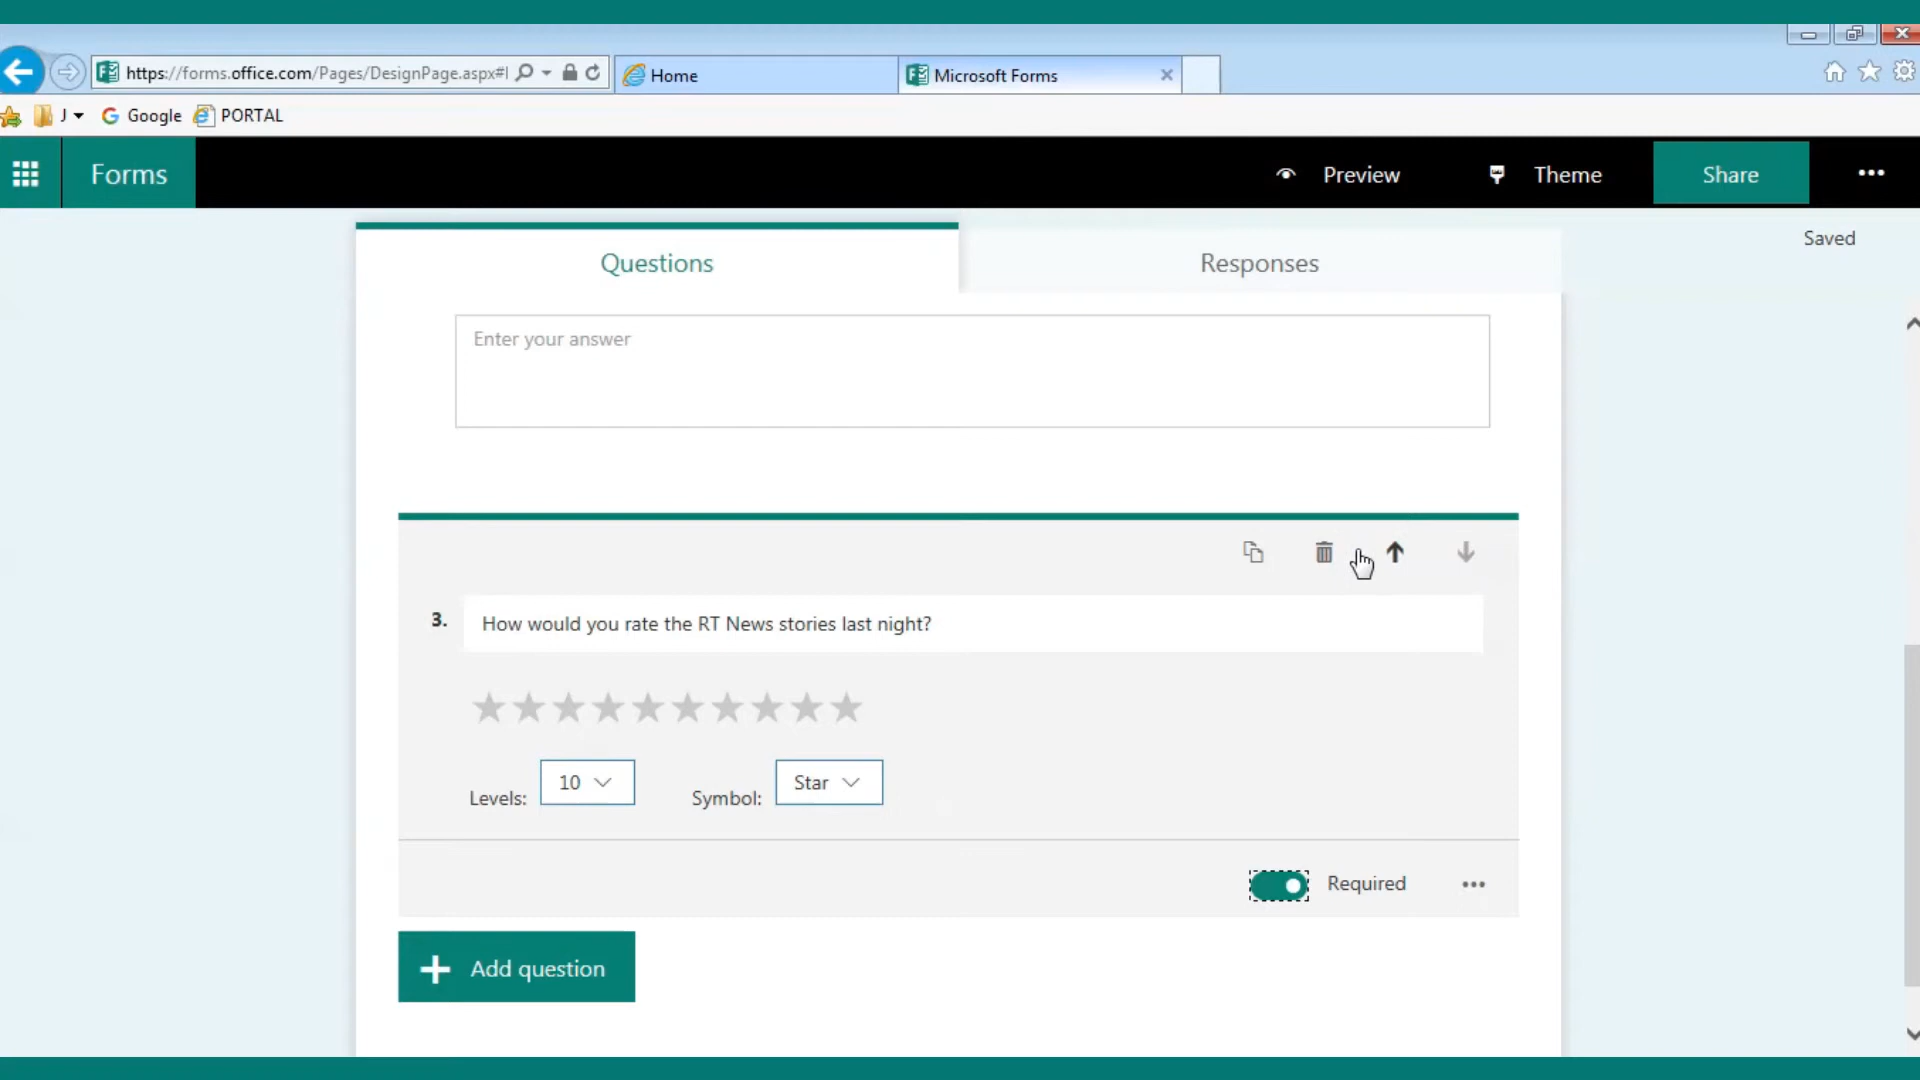 https://forms.office.com/Pages/DesignPage.aspx#
Home
Microsoft Forms
J
Google
PORTAL
Forms
Preview
Theme
Share
Questions
Responses
Saved
Enter your answer
3.
How would you rate the RT News stories last night?
Levels:
10
Symbol:
Star
Required
Add question